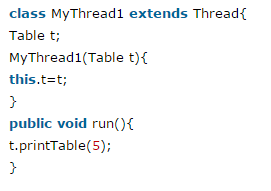 class MyThread1 extends Thread{
Table t;
MyThread1(Table t){
this.t=t;
}
public void run(){
t.printTable(5);
}